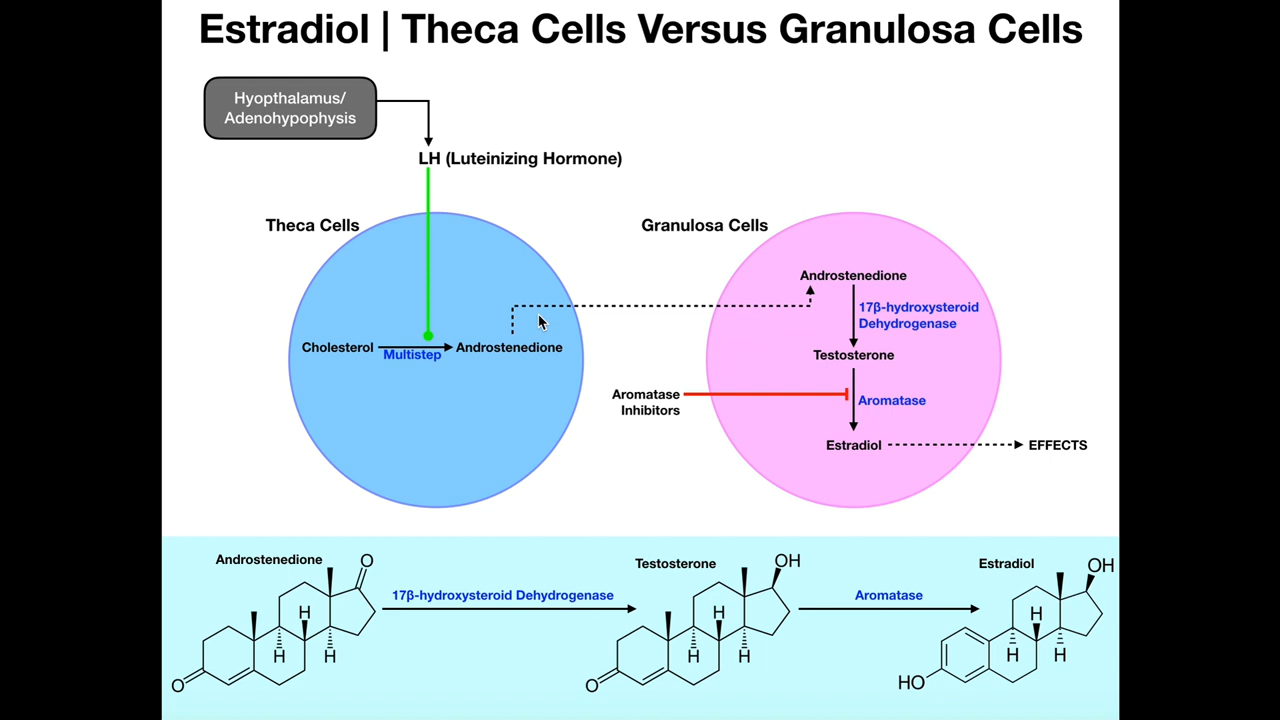 Estradiol | Theca Cells Versus Granulosa Cells
Hyopthalamus/
Adenohypophysis
LH (Luteinizing Hormone)
Theca Cells
Granulosa Cells
Cholesterol
Multistep
Androstenedione
Androstenedione
17β-hydroxysteroid
Dehydrogenase
Testosterone
Aromatase
Inhibitors
Aromatase
Estradiol
EFFECTS
Androstenedione
O
H
H
H
O
17β-hydroxysteroid Dehydrogenase
Testosterone
OH
H
H
H
O
Aromatase
Estradiol
OH
H
H
H
HO